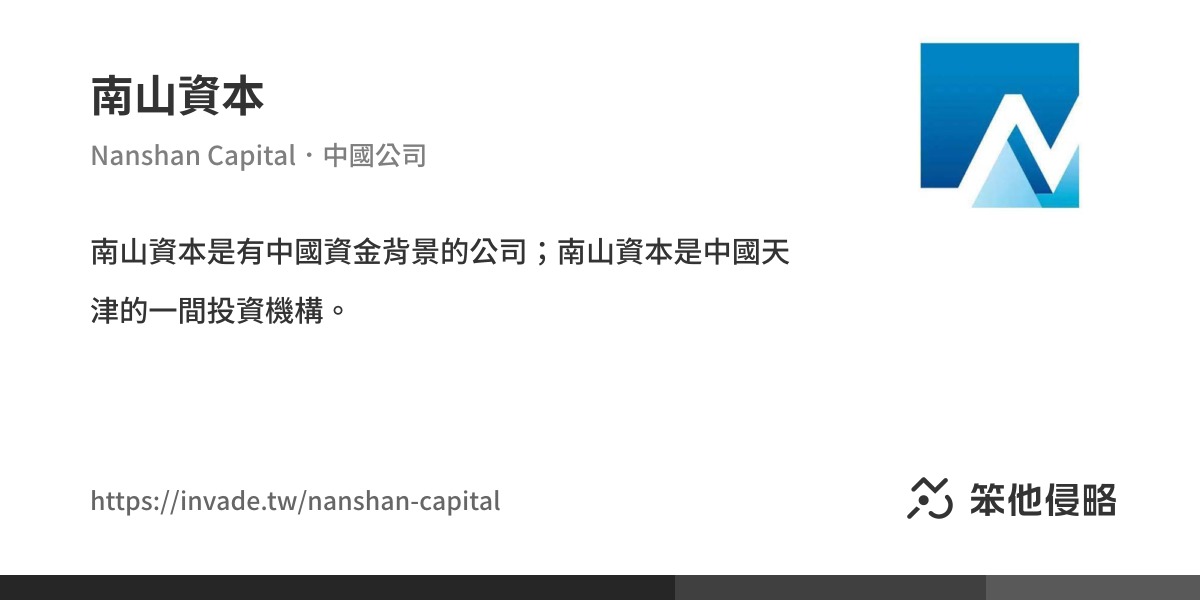 南山資本
Nanshan Capital・中國公司
南山資本是有中國資金背景的公司；南山資本是中國天
津的一間投資機構。
https://invade.tw/nanshan-capital
笨他侵略